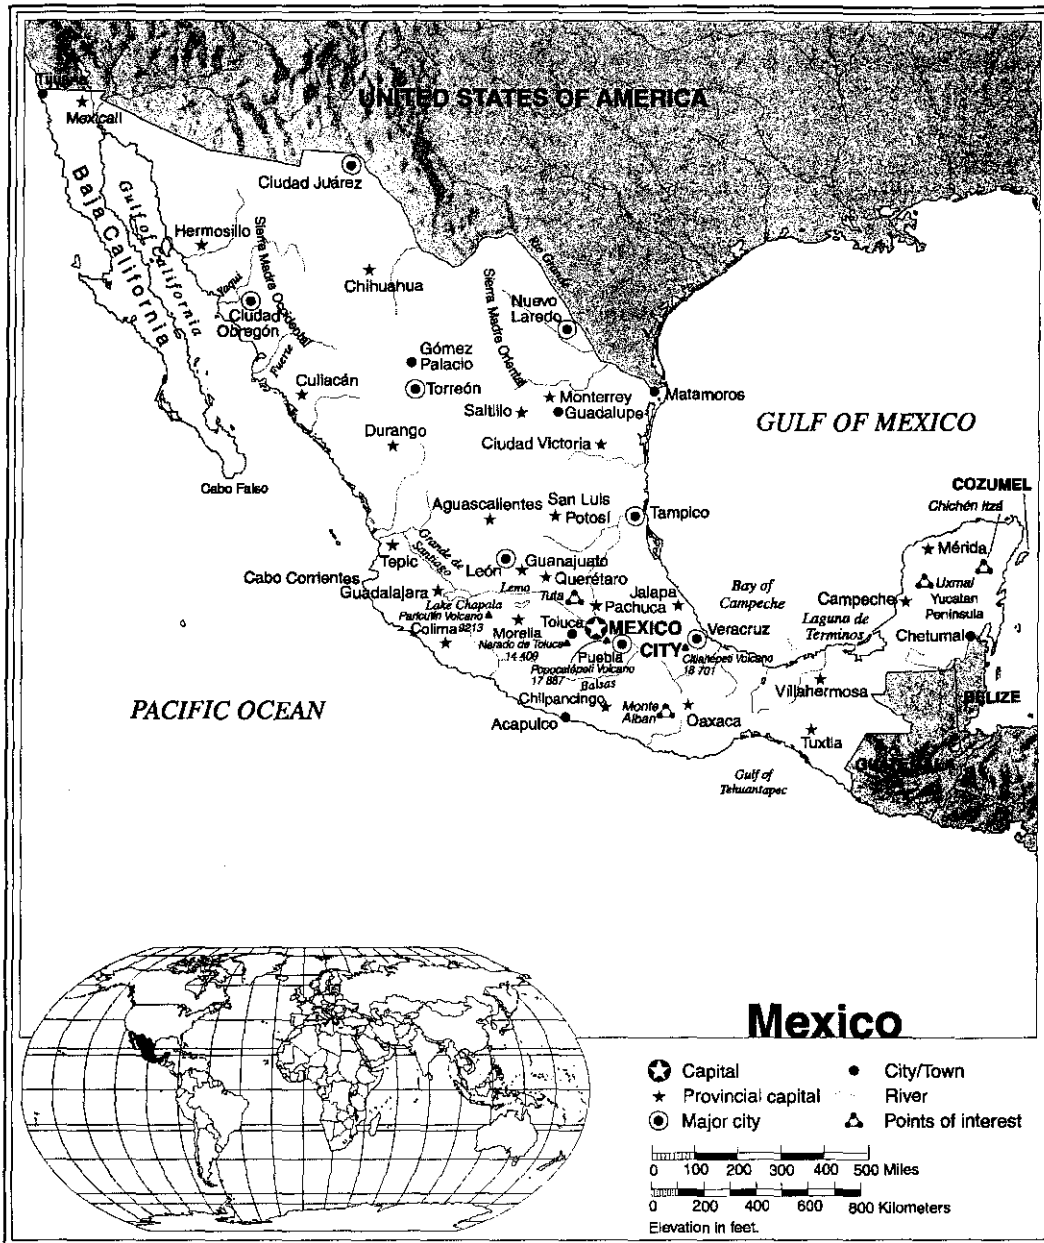 UNITED STATES OF AMERICA
Tijuana
Mexicali
Ciudad Juárez
Baja California
Gulf of California
Hermosillo
Sierra Madre Occidental
Yaqui
Chihuahua
Rio Grande
Sierra Madre Oriental
Nuevo
Laredo
Ciudad
Obregón
Fuerte
Gómez
Palacio
Torreón
Culiacán
Monterrey
Saltillo
Guadalupe
Matamoros
Durango
Ciudad Victoria
GULF OF MEXICO
Cabo Falso
COZUMEL
Chichén Itzá
Aguascalientes
San Luis
Potosí
Tampico
Mérida
Tepic
Grande de
Santiago
León
Guanajuato
Lema
Querétaro
Cabo Corrientes
Guadalajara
Tula
Jalapa
Pachuca
Bay of
Campeche
Campeche
Uxmal
Yucatan
Peninsula
Lake Chapala
Paricutín Volcano
9213
Colima
Morelia
Toluca
MEXICO
CITY
Veracruz
Laguna de
Terminos
Chetumal
Nevado de Toluca
14 409
Puebla
Citlahépetl Volcano
18 701
Popocatépetl Volcano
17 887
Balsas
Villahermosa
BELIZE
PACIFIC OCEAN
Chilpancingo
Monte
Alban
Oaxaca
Acapulco
Tuxtla
GUATEMALA
Gulf of
Tehuantapec
Mexico
Capital
City/Town
Provincial capital
River
Major city
Points of interest
0 100 200 300 400 500 Miles
0 200 400 600 800 Kilometers
Elevation in feet.